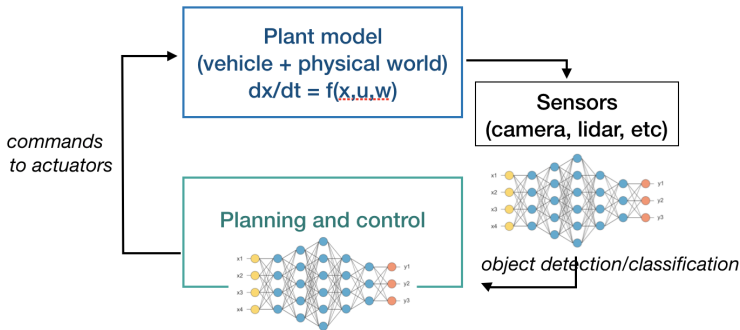 Plant model
(vehicle + physical world)
dx/dt = f(x,u,w)
Sensors
(camera, lidar, etc)
commands
to actuators
x1
x2
x3
x4
y1
y2
y3
object detection/classification
Planning and control
x1
x2
x3
x4
y1
y2
y3